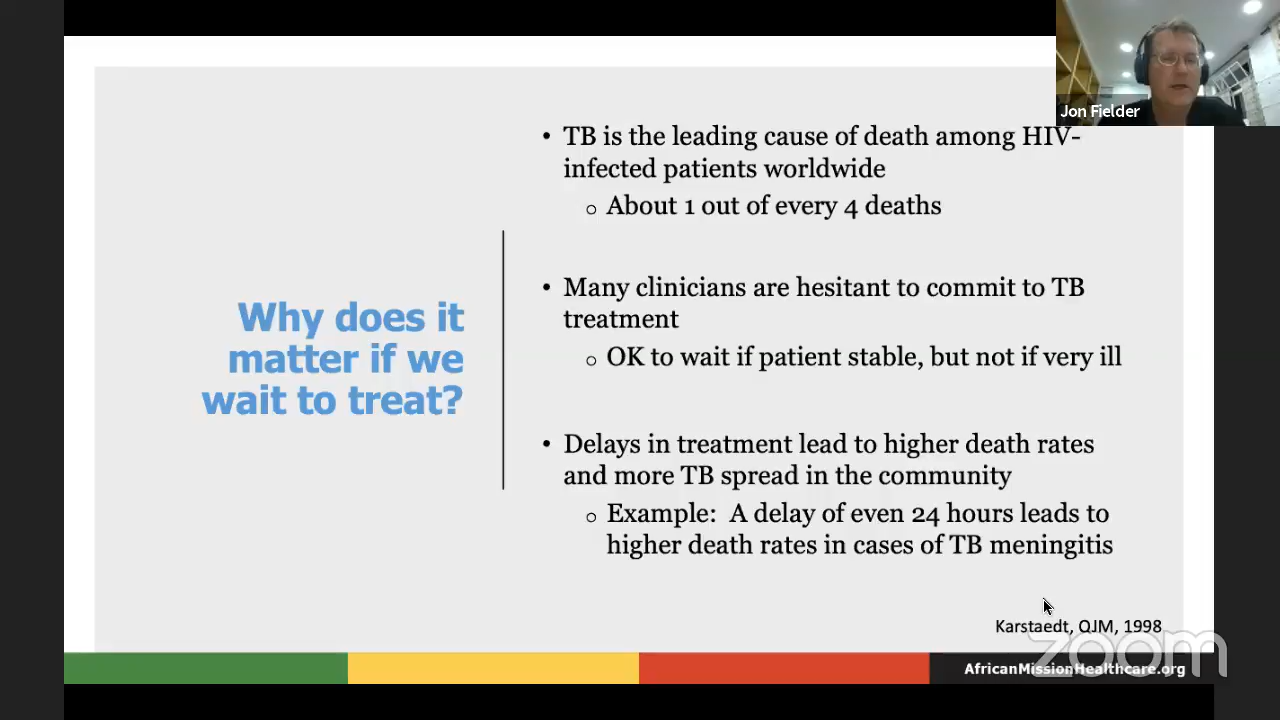 Jon Fielder
Why does it
matter if we
wait to treat?
• TB is the leading cause of death among HIV-
infected patients worldwide
o About 1 out of every 4 deaths
• Many clinicians are hesitant to commit to TB
treatment
o OK to wait if patient stable, but not if very ill
• Delays in treatment lead to higher death rates
and more TB spread in the community
o Example: A delay of even 24 hours leads to
higher death rates in cases of TB meningitis
Karstaedt, QJM, 1998
zoom
AfricanMissionHealthcare.org